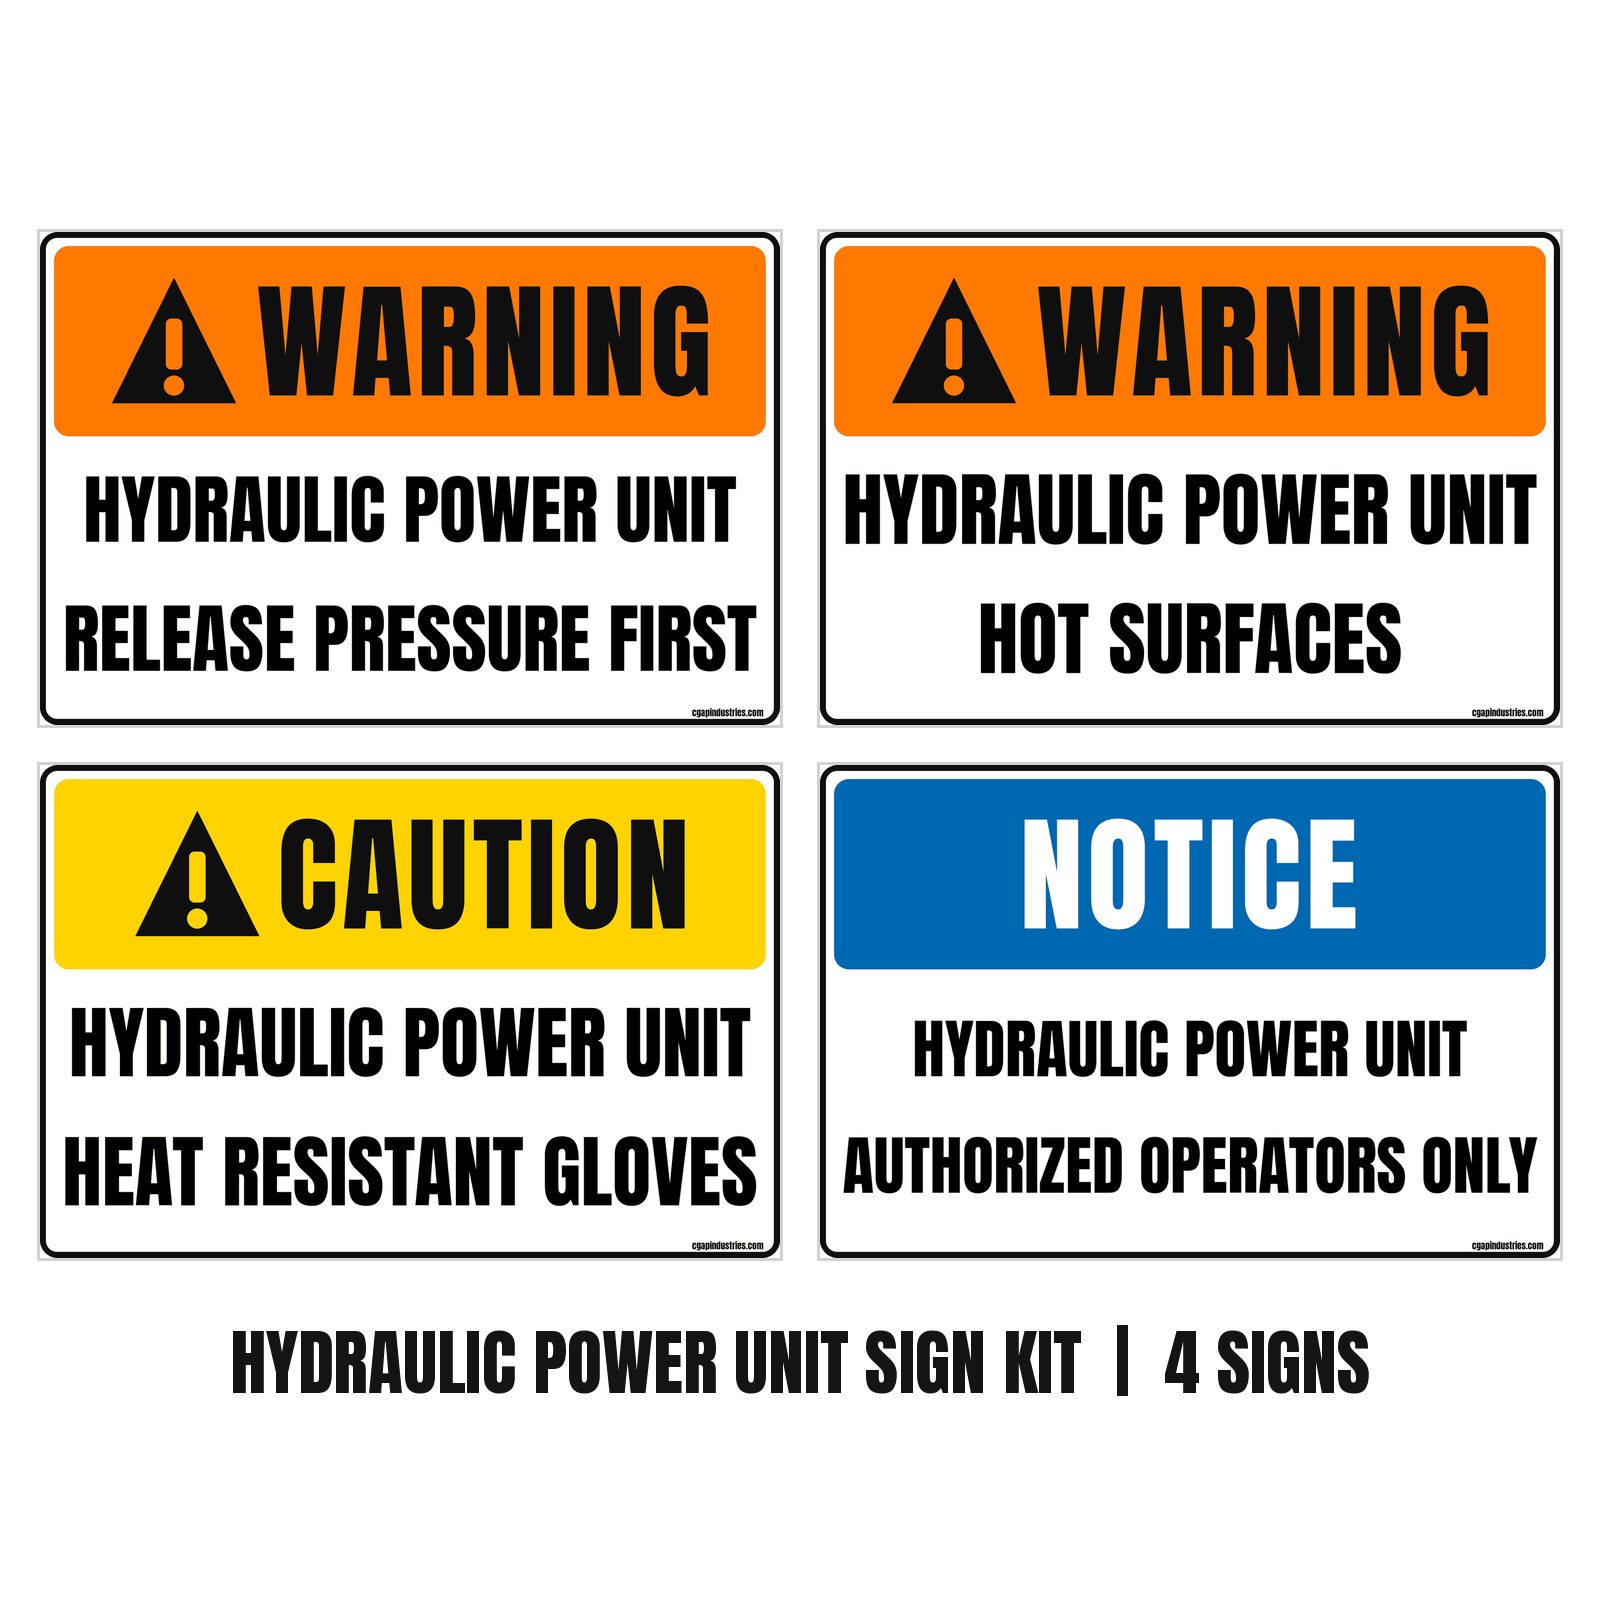 WARNING
HYDRAULIC POWER UNIT
RELEASE PRESSURE FIRST
cgapindustries.com
WARNING
HYDRAULIC POWER UNIT
HOT SURFACES
cgapindustries.com
CAUTION
HYDRAULIC POWER UNIT
HEAT RESISTANT GLOVES
cgapindustries.com
NOTICE
HYDRAULIC POWER UNIT
AUTHORIZED OPERATORS ONLY
cgapindustries.com
HYDRAULIC POWER UNIT SIGN KIT | 4 SIGNS